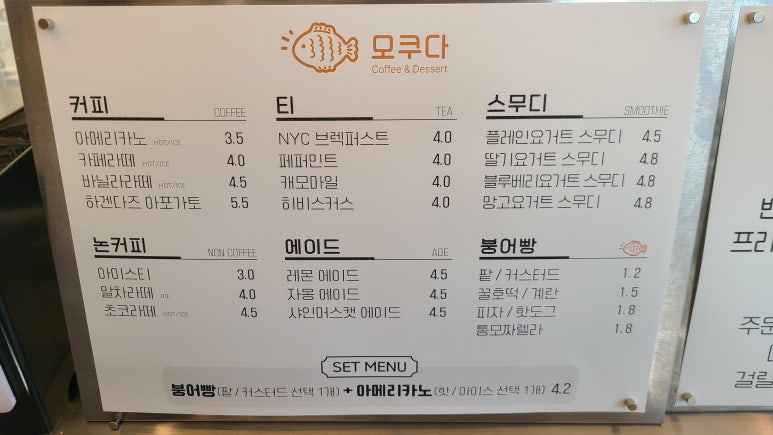 모쿠다
Coffee & Dessert
커피 COFFEE
아메리카노 HOT/ICE 3.5
카페라떼 HOT/ICE 4.0
바닐라라떼 HOT/ICE 4.5
하겐다즈 아포가토 5.5
티 TEA
NYC 브렉퍼스트 4.0
페퍼민트 4.0
캐모마일 4.0
히비스커스 4.0
스무디 SMOOTHIE
플레인요거트 스무디 4.5
딸기요거트 스무디 4.8
블루베리요거트 스무디 4.8
망고요거트 스무디 4.8
논커피 NON COFFEE
아이스티 3.0
말차라떼 ICE 4.0
초코라떼 HOT/ICE 4.5
에이드 ADE
레몬 에이드 4.5
자몽 에이드 4.5
샤인머스캣 에이드 4.5
붕어빵
팥 / 커스터드 1.2
꿀호떡 / 계란 1.5
피자 / 핫도그 1.8
통모짜렐라 1.8
SET MENU
붕어빵(팥 / 커스터드 선택 1개) + 아메리카노(핫 / 아이스 선택 1개) 4.2
프리
주문
걸릴